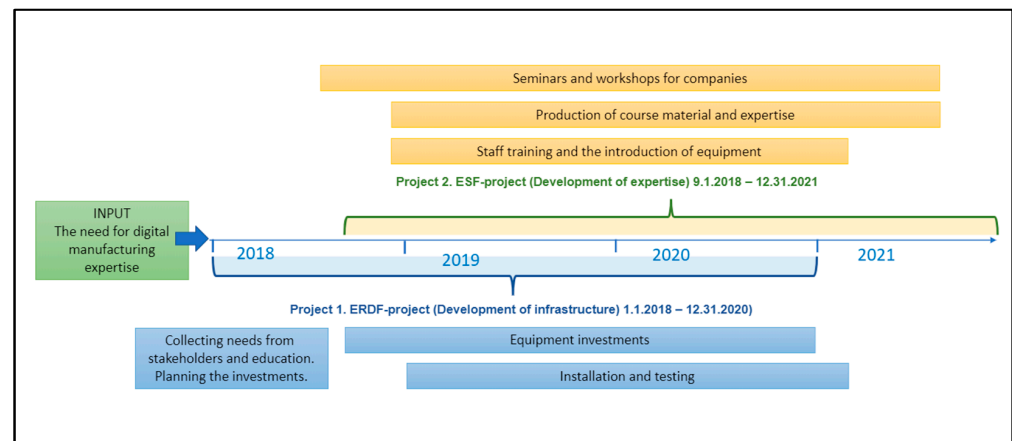 Seminars and workshops for companies
Production of course material and expertise
Staff training and the introduction of equipment
Project 2. ESF-project (Development of expertise) 9.1.2018 – 12.31.2021
INPUT
The need for digital
manufacturing
expertise
2018
2019
2020
2021
Project 1. ERDF-project (Development of infrastructure) 1.1.2018 – 12.31.2020)
Collecting needs from
stakeholders and education.
Planning the investments.
Equipment investments
Installation and testing